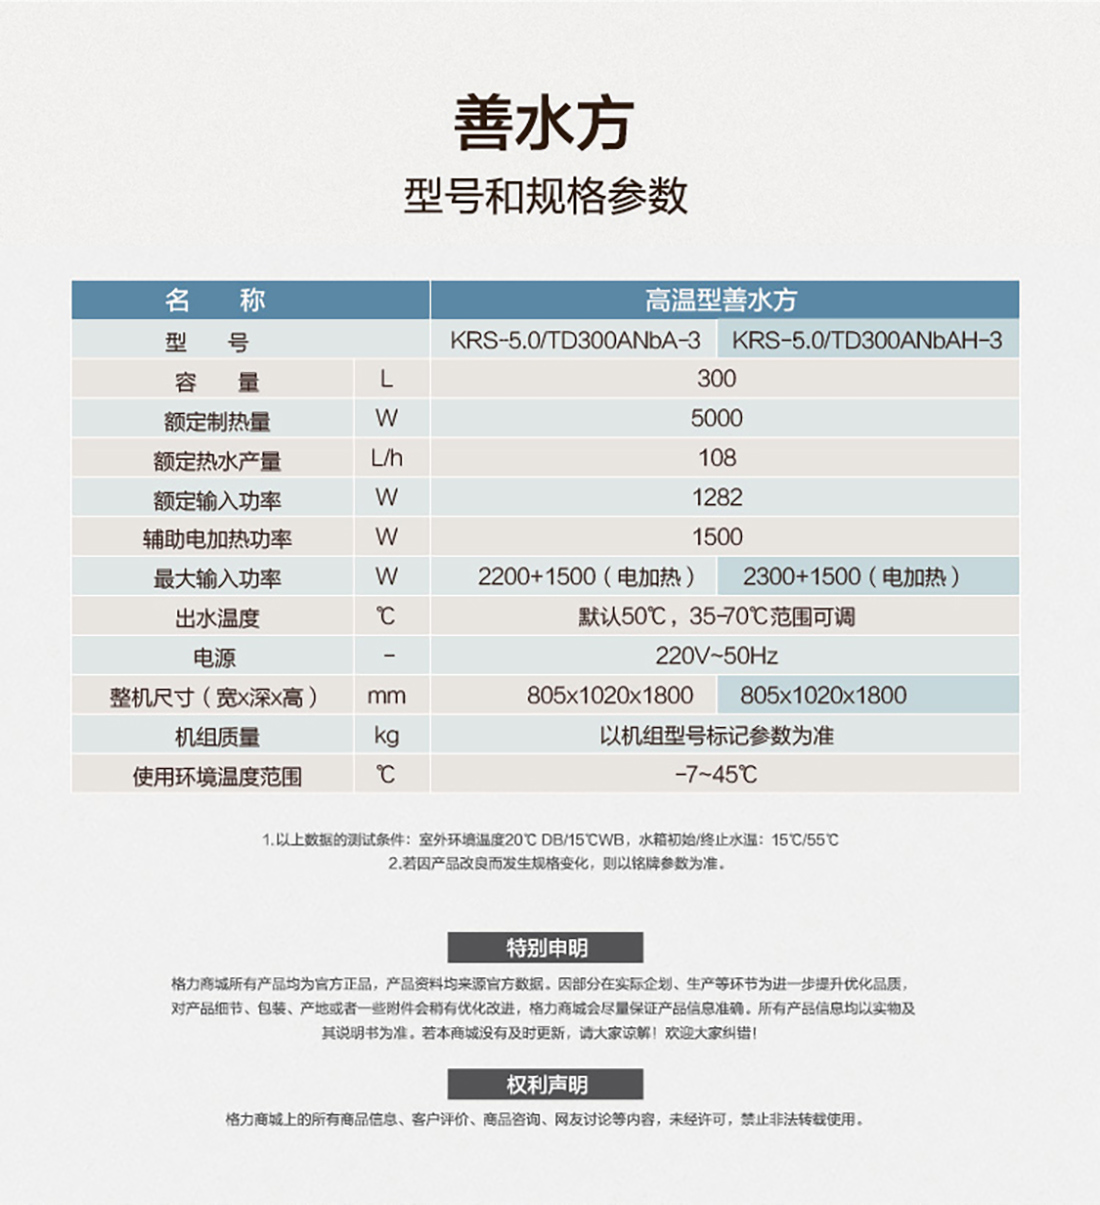 善水方
型号和规格参数
名 称 高温型善水方
型 号 KRS-5.0/TD300ANbA-3 KRS-5.0/TD300ANbAH-3
容 量 L 300
额定制热量 W 5000
额定热水产量 L/h 108
额定输入功率 W 1282
辅助电加热功率 W 1500
最大输入功率 W 2200+1500（电加热） 2300+1500（电加热）
出水温度 ℃ 默认50℃，35-70℃范围可调
电源 - 220V~50Hz
整机尺寸（宽x深x高） mm 805x1020x1800 805x1020x1800
机组质量 kg 以机组型号标记参数为准
使用环境温度范围 ℃ -7~45℃
1.以上数据的测试条件：室外环境温度20℃ DB/15℃WB，水箱初始/终止水温：15℃/55℃
2.若因产品改良而发生规格变化，则以铭牌参数为准。
特别申明
格力商城所有产品均为官方正品，产品资料均来源官方数据。因部分在实际企划、生产等环节为进一步提升优化品质，
对产品细节、包装、产地或者一些附件会稍有优化改进，格力商城会尽量保证产品信息准确。所有产品信息均以实物及
其说明书为准。若本商城没有及时更新，请大家谅解！欢迎大家纠错！
权利声明
格力商城上的所有商品信息、客户评价、商品咨询、网友讨论等内容，未经许可，禁止非法转载使用。